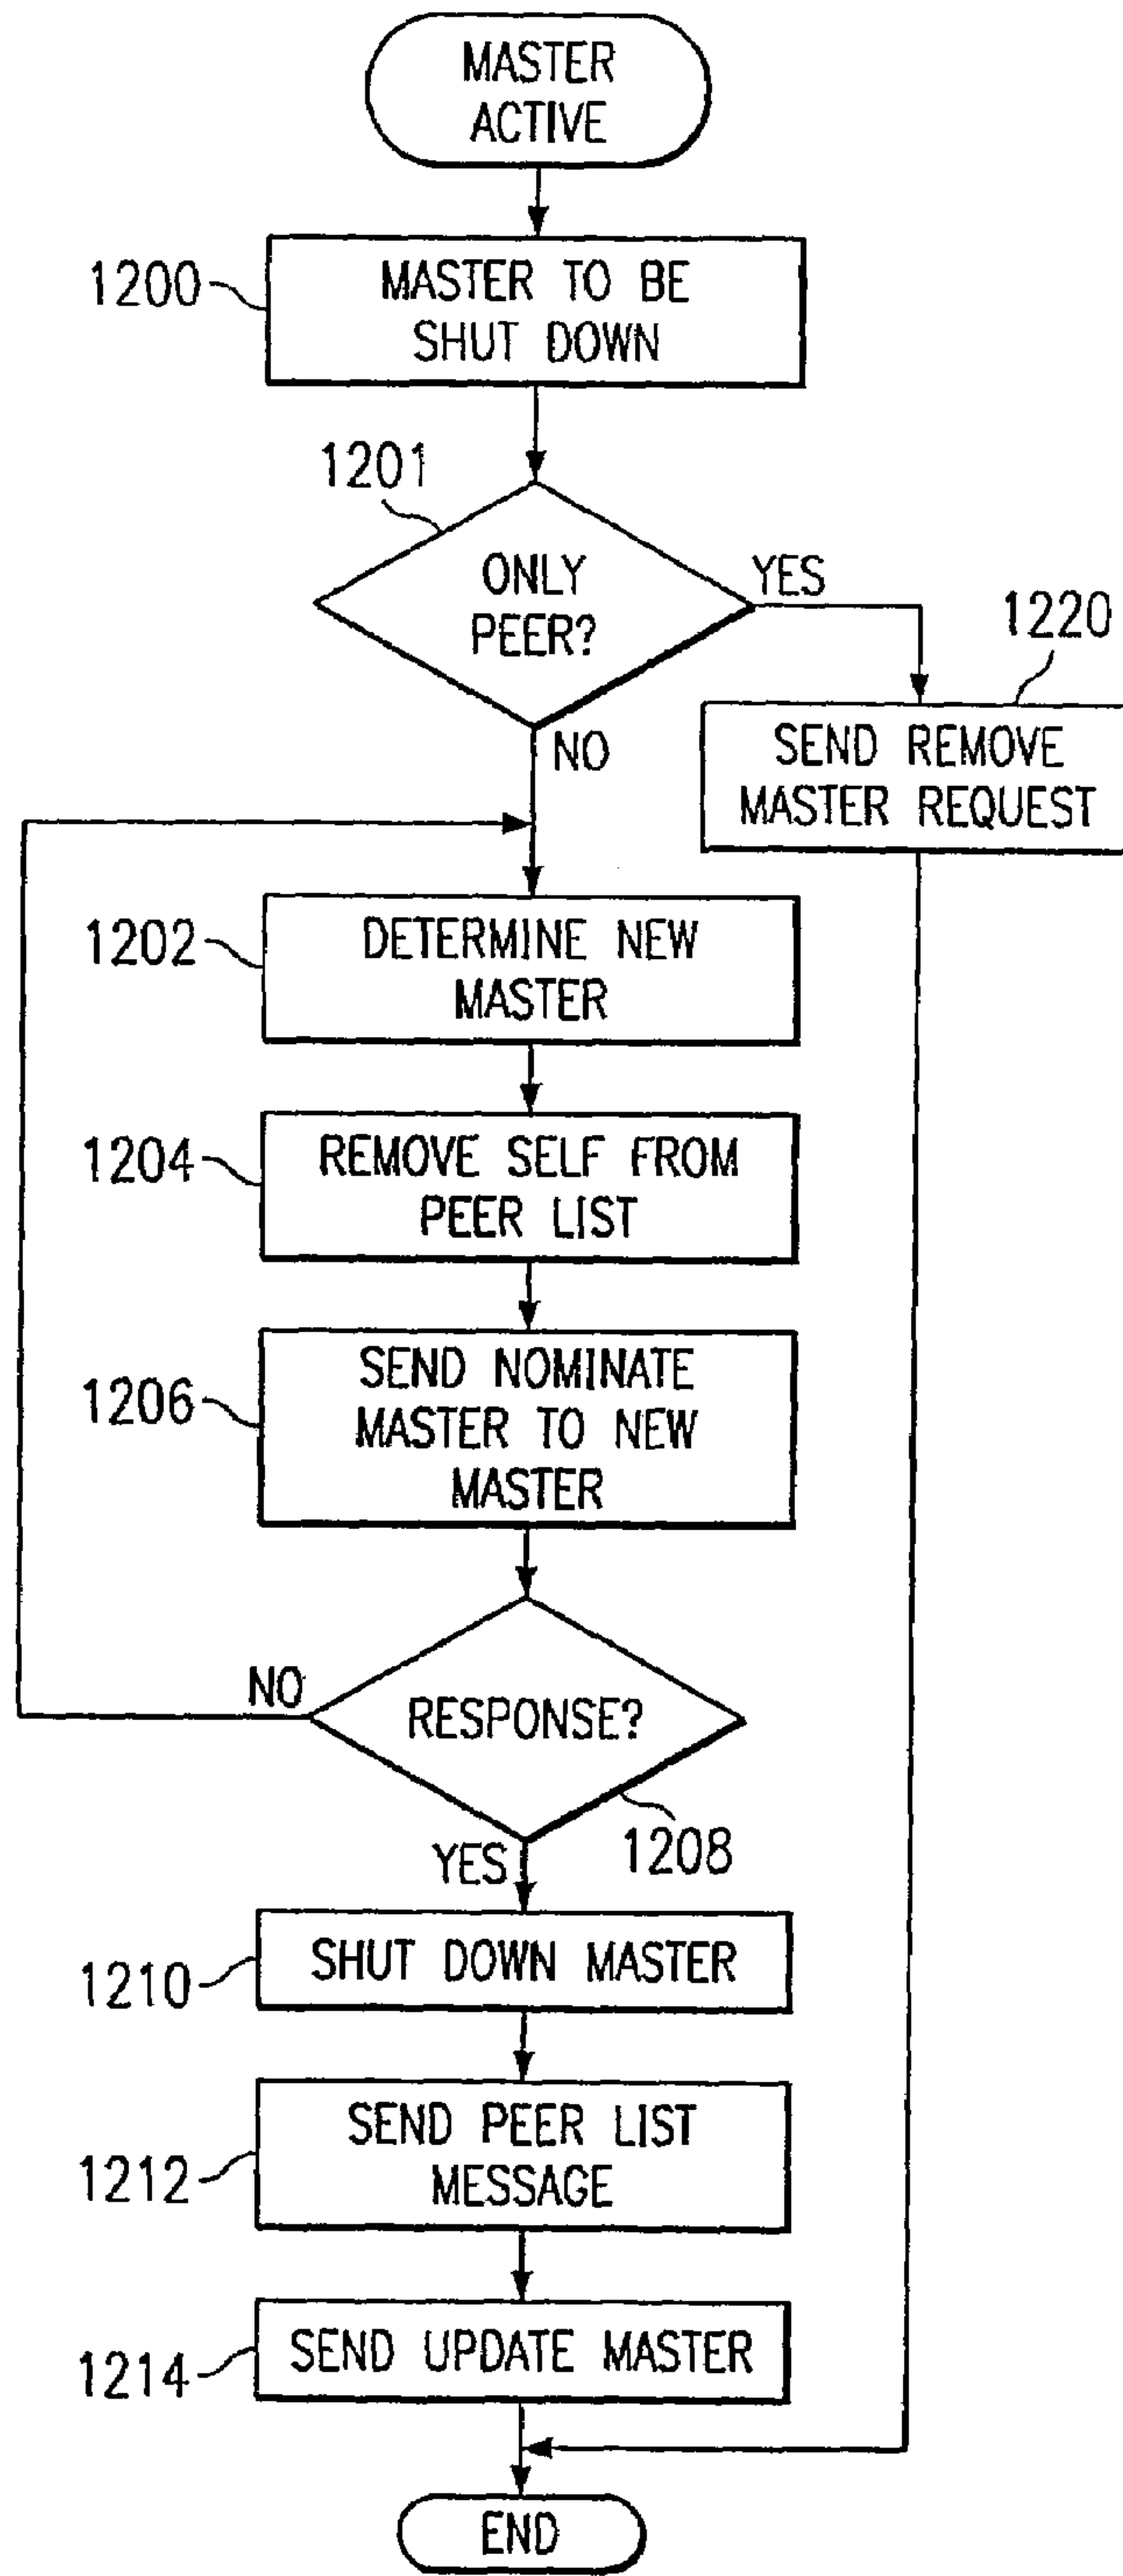 MASTER
ACTIVE
1200
MASTER TO BE
SHUT DOWN
1201
ONLY
PEER?
YES
NO
1220
SEND REMOVE
MASTER REQUEST
1202
DETERMINE NEW
MASTER
1204
REMOVE SELF FROM
PEER LIST
1206
SEND NOMINATE
MASTER TO NEW
MASTER
NO
RESPONSE?
1208
YES
1210
SHUT DOWN MASTER
1212
SEND PEER LIST
MESSAGE
1214
SEND UPDATE MASTER
END